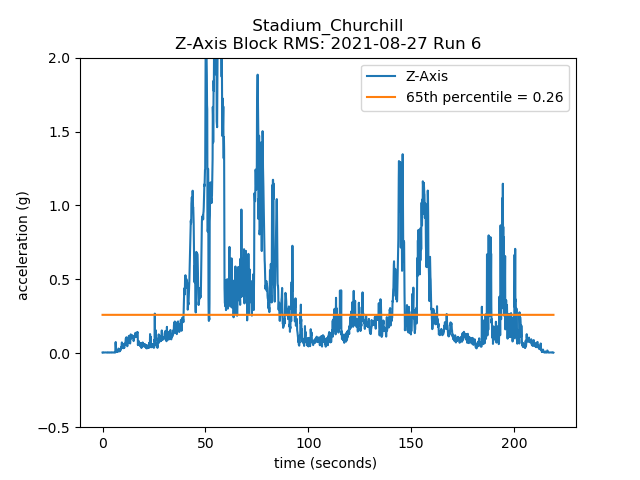 Stadium_Churchill
Z-Axis Block RMS: 2021-08-27 Run 6
Z-Axis
65th percentile = 0.26
acceleration (g)
2.0
1.5
1.0
0.5
0.0
−0.5
0 50 100 150 200
time (seconds)